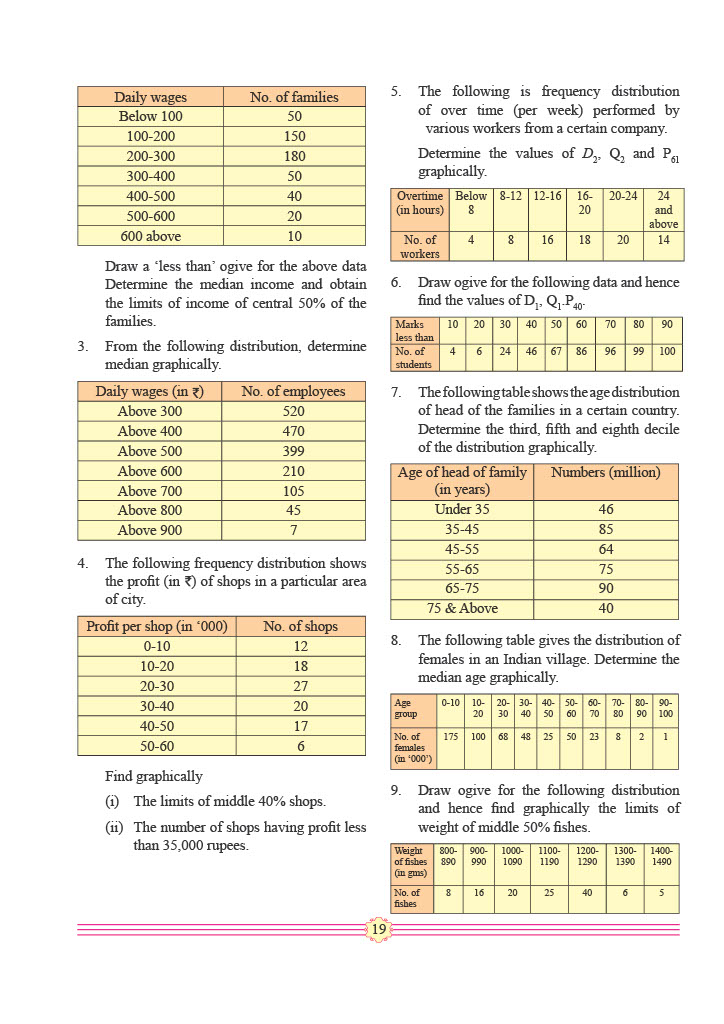 Daily wages No. of families
Below 100 50
100-200 150
200-300 180
300-400 50
400-500 40
500-600 20
600 above 10
Draw a ‘less than’ ogive for the above data
Determine the median income and obtain
the limits of income of central 50% of the
families.
3. From the following distribution, determine
median graphically.
Daily wages (in ₹) No. of employees
Above 300 520
Above 400 470
Above 500 399
Above 600 210
Above 700 105
Above 800 45
Above 900 7
4. The following frequency distribution shows
the profit (in ₹) of shops in a particular area
of city.
Profit per shop (in ‘000) No. of shops
0-10 12
10-20 18
20-30 27
30-40 20
40-50 17
50-60 6
Find graphically
(i) The limits of middle 40% shops.
(ii) The number of shops having profit less
than 35,000 rupees.
5. The following is frequency distribution
of over time (per week) performed by
various workers from a certain company.
Determine the values of D2, Q2 and P61
graphically.
Overtime Below 8-12 12-16 16- 20-24 24
(in hours) 8 20 and
above
No. of 4 8 16 18 20 14
workers
6. Draw ogive for the following data and hence
find the values of D1, Q1.P40.
Marks 10 20 30 40 50 60 70 80 90
less than
No. of 4 6 24 46 67 86 96 99 100
students
7. The following table shows the age distribution
of head of the families in a certain country.
Determine the third, fifth and eighth decile
of the distribution graphically.
Age of head of family Numbers (million)
(in years)
Under 35 46
35-45 85
45-55 64
55-65 75
65-75 90
75 & Above 40
8. The following table gives the distribution of
females in an Indian village. Determine the
median age graphically.
Age 0-10 10- 20- 30- 40- 50- 60- 70- 80- 90-
group 20 30 40 50 60 70 80 90 100
No. of 175 100 68 48 25 50 23 8 2 1
females
(in ‘000’)
9. Draw ogive for the following distribution
and hence find graphically the limits of
weight of middle 50% fishes.
Weight 800- 900- 1000- 1100- 1200- 1300- 1400-
of fishes 890 990 1090 1190 1290 1390 1490
(in gms)
No. of 8 16 20 25 40 6 5
fishes
19